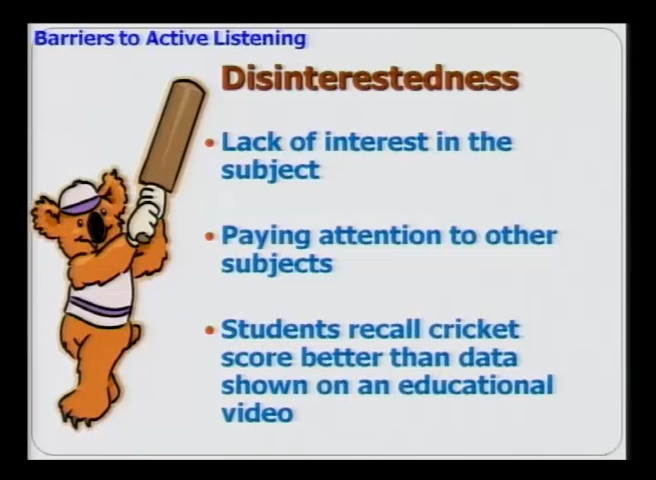 Barriers to Active Listening
Disinterestedness
• Lack of interest in the
subject
• Paying attention to other
subjects
• Students recall cricket
score better than data
shown on an educational
video